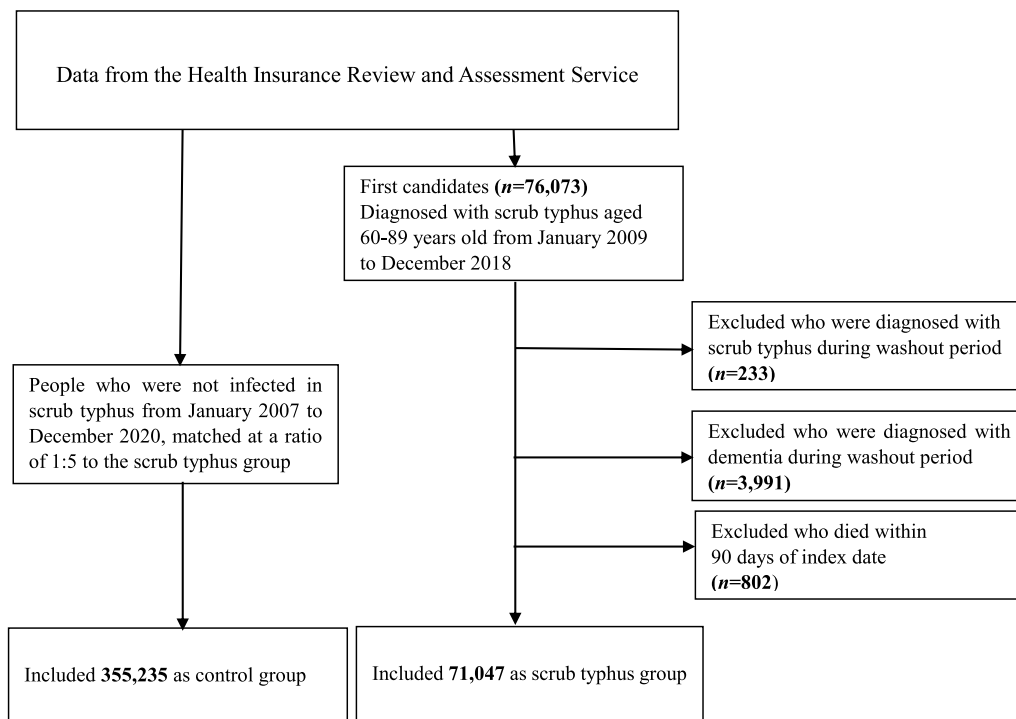 Data from the Health Insurance Review and Assessment Service
First candidates (n=76,073)
Diagnosed with scrub typhus aged
60-89 years old from January 2009
to December 2018
Excluded who were diagnosed with
scrub typhus during washout period
(n=233)
People who were not infected in
scrub typhus from January 2007 to
December 2020, matched at a ratio
of 1:5 to the scrub typhus group
Excluded who were diagnosed with
dementia during washout period
(n=3,991)
Excluded who died within
90 days of index date
(n=802)
Included 355,235 as control group
Included 71,047 as scrub typhus group